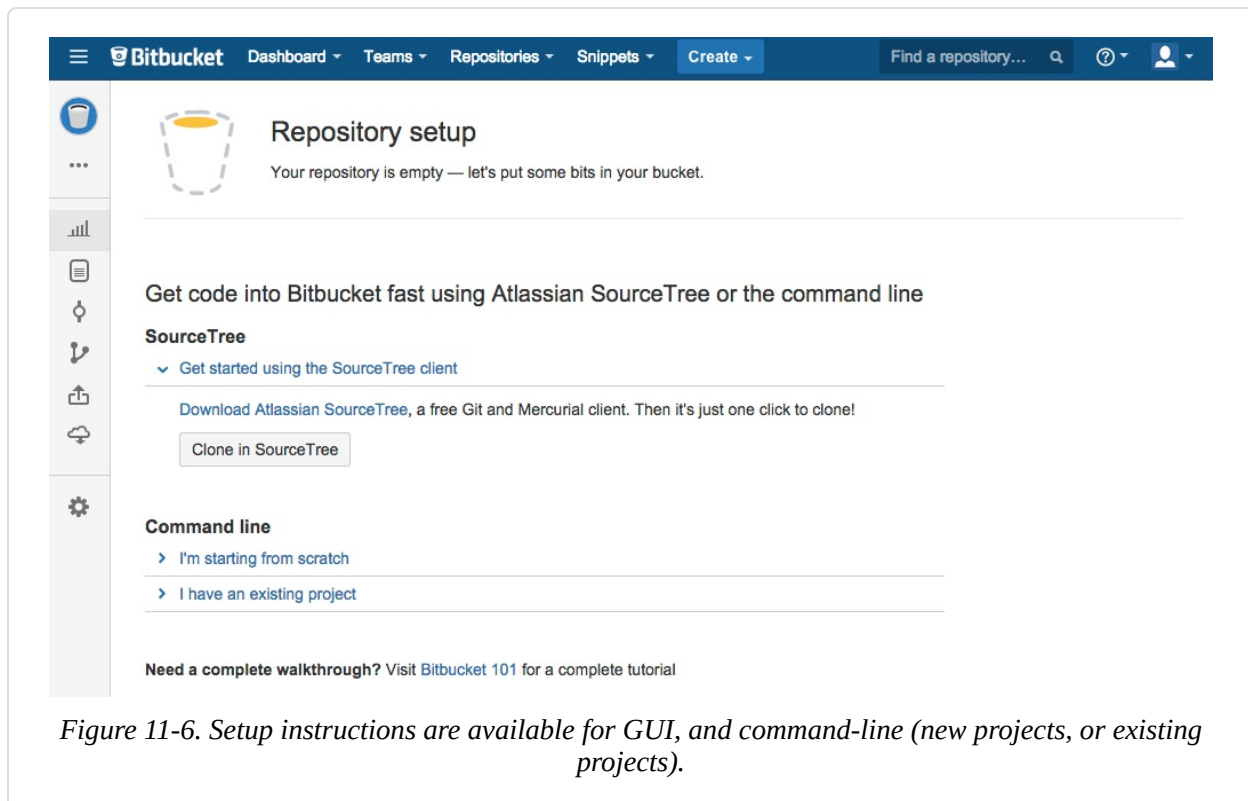 Bitbucket Dashboard Teams Repositories Snippets Create Find a repository...
Repository setup
Your repository is empty — let's put some bits in your bucket.
Get code into Bitbucket fast using Atlassian SourceTree or the command line
SourceTree
Get started using the SourceTree client
Download Atlassian SourceTree, a free Git and Mercurial client. Then it's just one click to clone!
Clone in SourceTree
Command line
I'm starting from scratch
I have an existing project
Need a complete walkthrough? Visit Bitbucket 101 for a complete tutorial
Figure 11-6. Setup instructions are available for GUI, and command-line (new projects, or existing
projects).